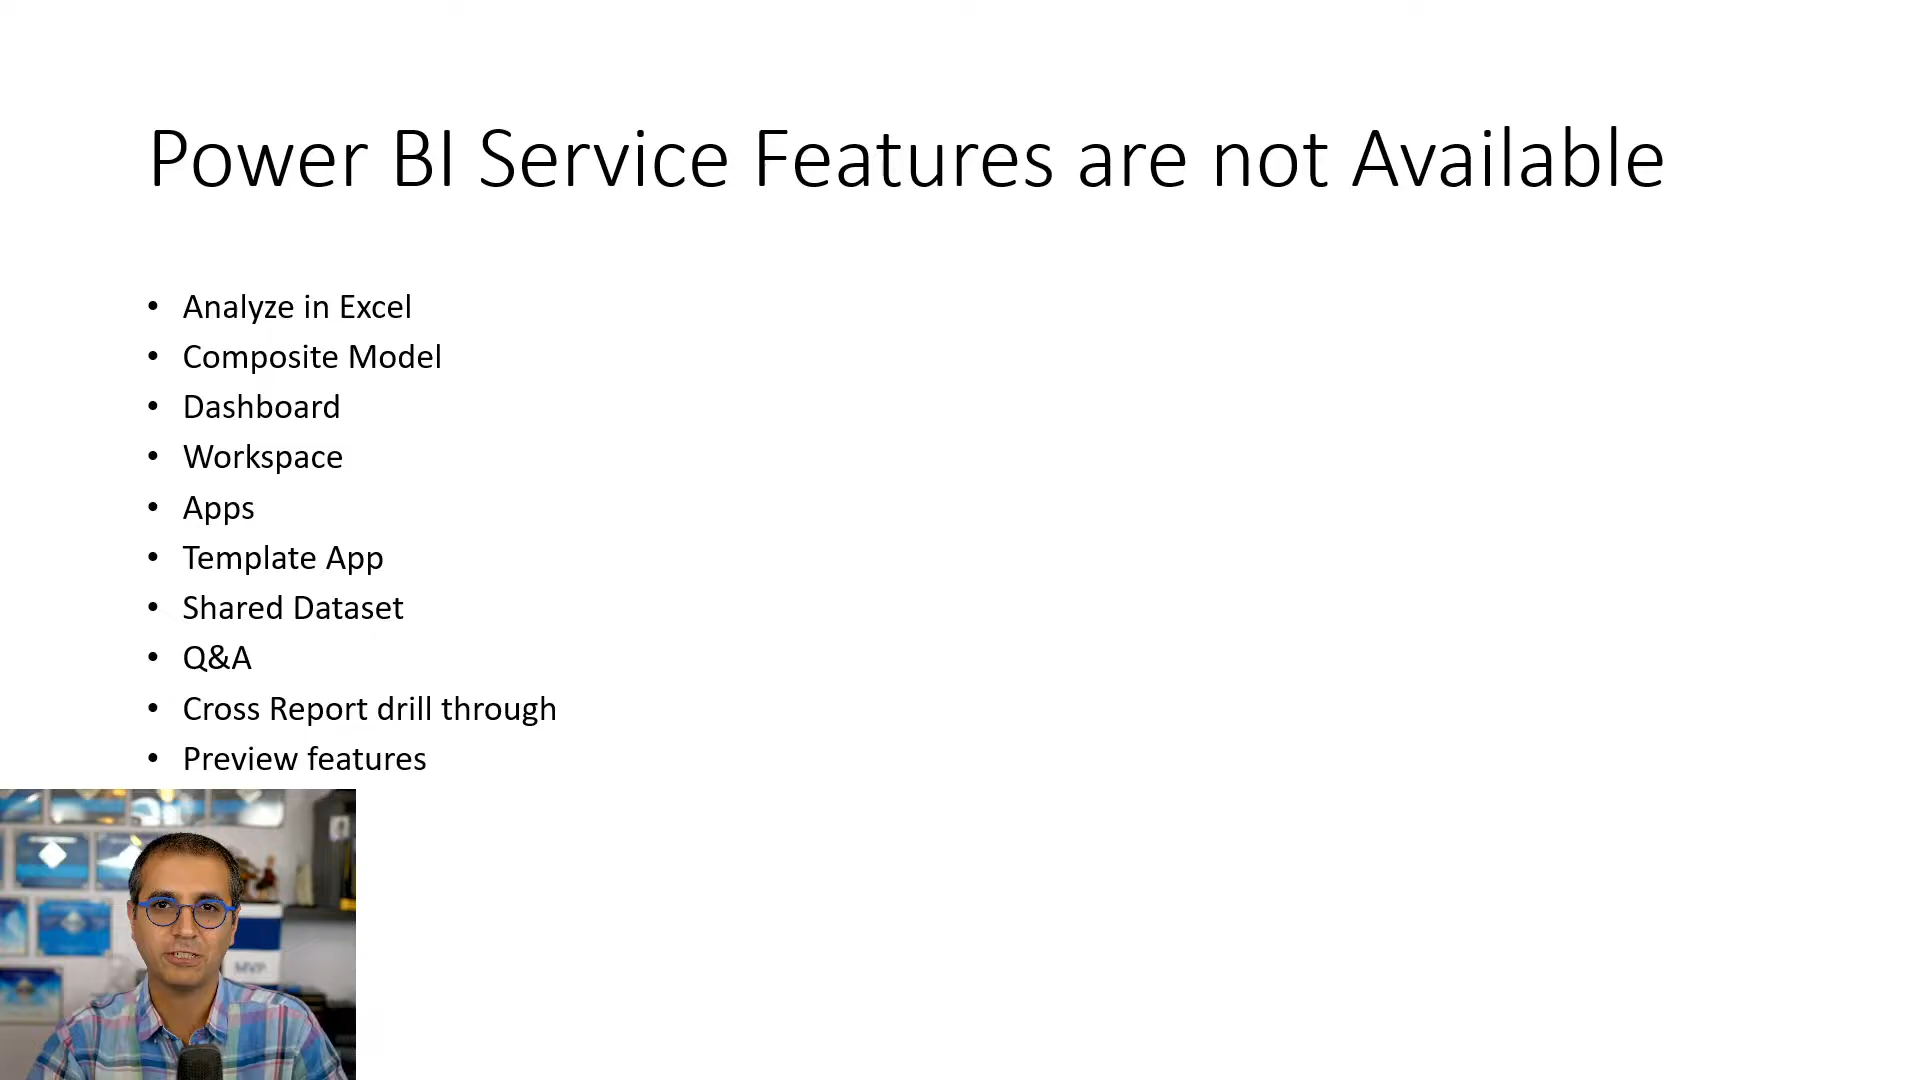 Power BI Service Features are not Available
• Analyze in Excel
• Composite Model
• Dashboard
• Workspace
• Apps
• Template App
• Shared Dataset
• Q&A
• Cross Report drill through
• Preview features
MVP